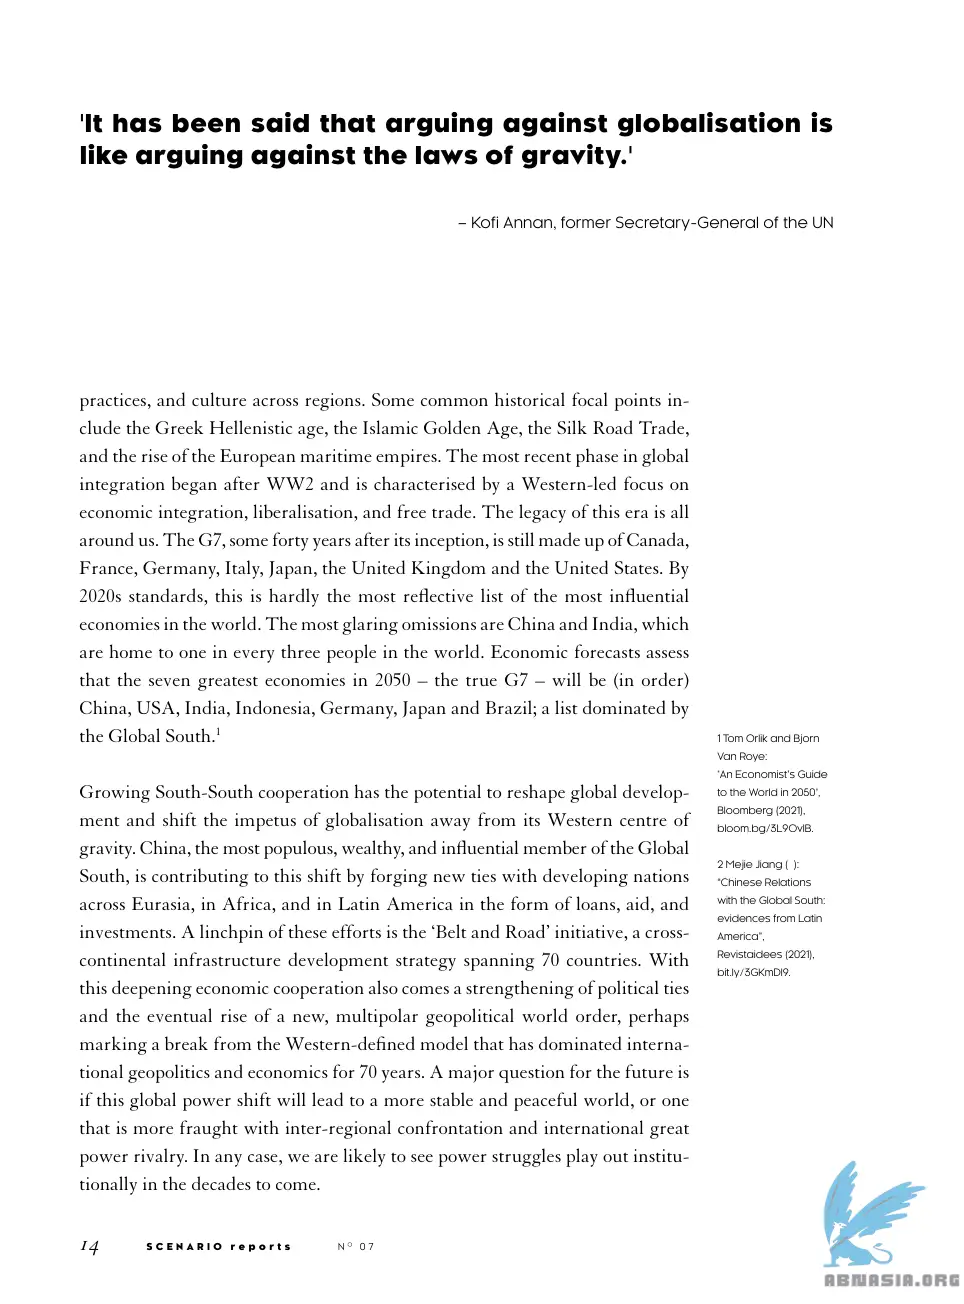 'It has been said that arguing against globalisation is
like arguing against the laws of gravity.'
– Kofi Annan, former Secretary-General of the UN
practices, and culture across regions. Some common historical focal points in-
clude the Greek Hellenistic age, the Islamic Golden Age, the Silk Road Trade,
and the rise of the European maritime empires. The most recent phase in global
integration began after WW2 and is characterised by a Western-led focus on
economic integration, liberalisation, and free trade. The legacy of this era is all
around us. The G7, some forty years after its inception, is still made up of Canada,
France, Germany, Italy, Japan, the United Kingdom and the United States. By
2020s standards, this is hardly the most reflective list of the most influential
economies in the world. The most glaring omissions are China and India, which
are home to one in every three people in the world. Economic forecasts assess
that the seven greatest economies in 2050 – the true G7 – will be (in order)
China, USA, India, Indonesia, Germany, Japan and Brazil; a list dominated by
the Global South.1
Growing South-South cooperation has the potential to reshape global develop-
ment and shift the impetus of globalisation away from its Western centre of
gravity. China, the most populous, wealthy, and influential member of the Global
South, is contributing to this shift by forging new ties with developing nations
across Eurasia, in Africa, and in Latin America in the form of loans, aid, and
investments. A linchpin of these efforts is the ‘Belt and Road’ initiative, a cross-
continental infrastructure development strategy spanning 70 countries. With
this deepening economic cooperation also comes a strengthening of political ties
and the eventual rise of a new, multipolar geopolitical world order, perhaps
marking a break from the Western-defined model that has dominated interna-
tional geopolitics and economics for 70 years. A major question for the future is
if this global power shift will lead to a more stable and peaceful world, or one
that is more fraught with inter-regional confrontation and international great
power rivalry. In any case, we are likely to see power struggles play out institu-
tionally in the decades to come.
1 Tom Orlik and Bjorn
Van Roye:
'An Economist's Guide
to the World in 2050',
Bloomberg (2021),
bloom.bg/3L9OvIB.
2 Mejie Jiang ( ):
"Chinese Relations
with the Global South:
evidences from Latin
America",
Revistaidees (2021),
bit.ly/3GKmDI9.
14 SCENARIO reports Nº 07
ABNASIA.ORG